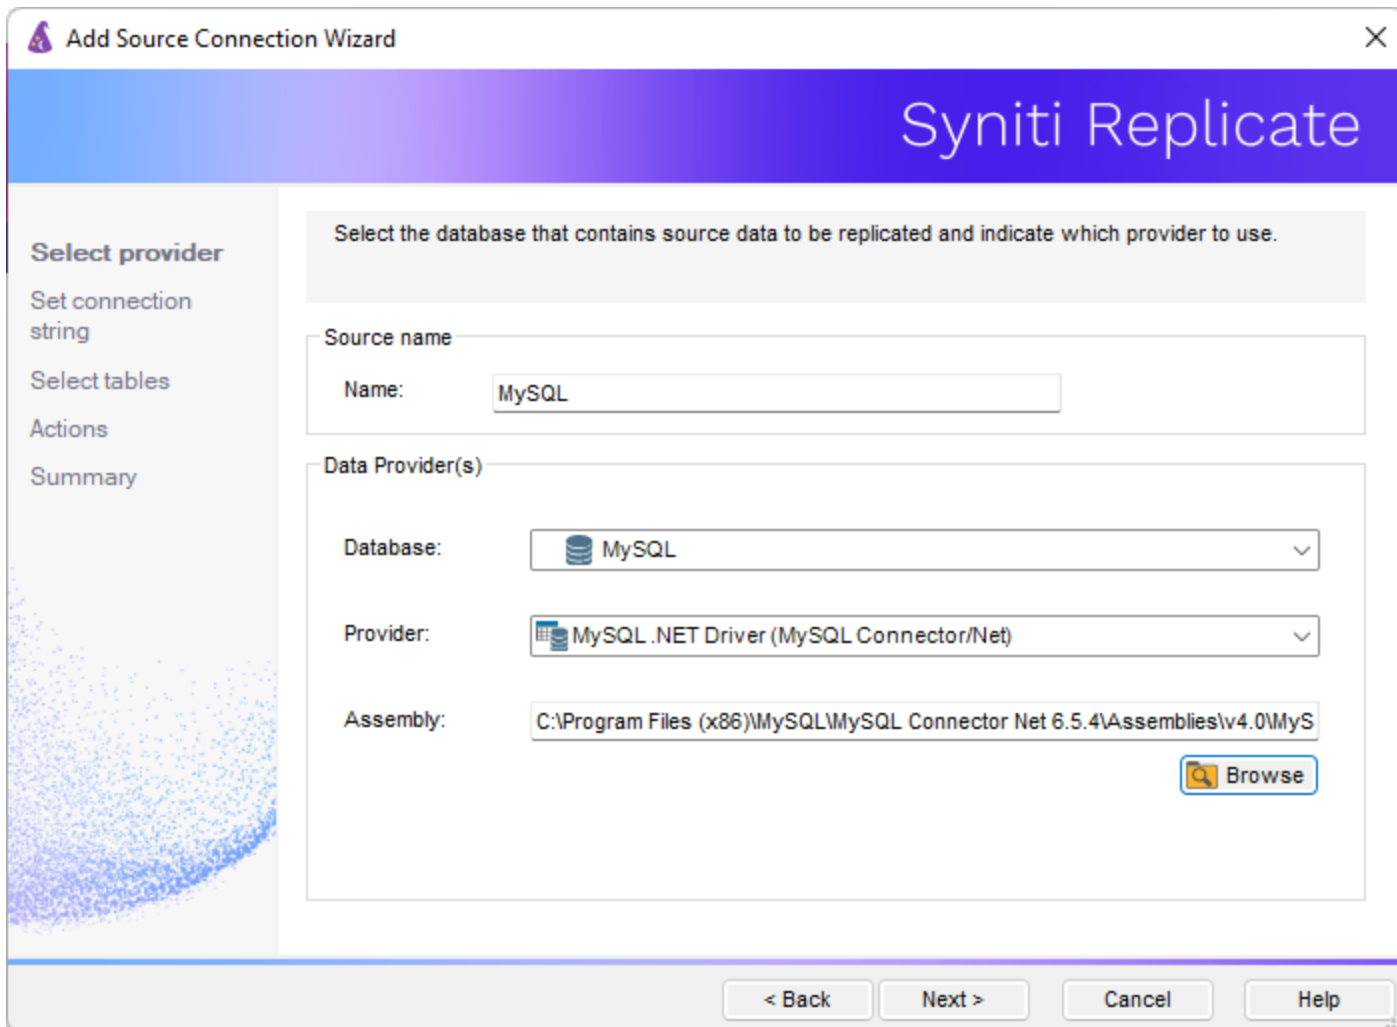 Add Source Connection Wizard
Syniti Replicate
Select provider
Set connection
string
Select tables
Actions
Summary
Select the database that contains source data to be replicated and indicate which provider to use.
Source name
Name: MySQL
Data Provider(s)
Database: MySQL
Provider: MySQL .NET Driver (MySQL Connector/Net)
Assembly: C:\Program Files (x86)\MySQL\MySQL Connector Net 6.5.4\Assemblies\v4.0\MyS
Browse
< Back Next > Cancel Help